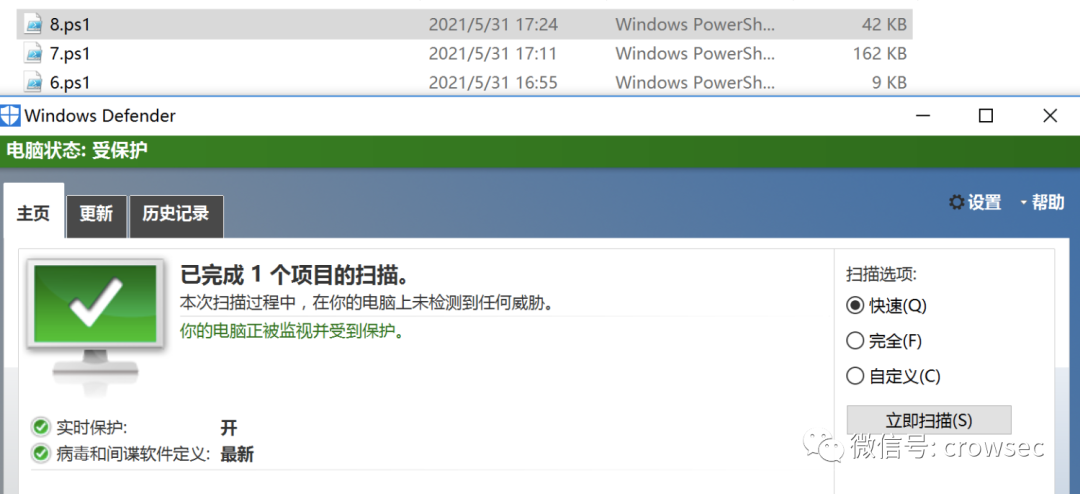 8.ps1 2021/5/31 17:24 Windows PowerSh... 42 KB
7.ps1 2021/5/31 17:11 Windows PowerSh... 162 KB
6.ps1 2021/5/31 16:55 Windows PowerSh... 9 KB
Windows Defender
电脑状态: 受保护
主页 更新 历史记录 设置 帮助
已完成 1 个项目的扫描。
本次扫描过程中，在你的电脑上未检测到任何威胁。
你的电脑正被监视并受到保护。
扫描选项:
快速(Q)
完全(F)
自定义(C)
立即扫描(S)
实时保护: 开
病毒和间谍软件定义: 最新
微信号: crowsec